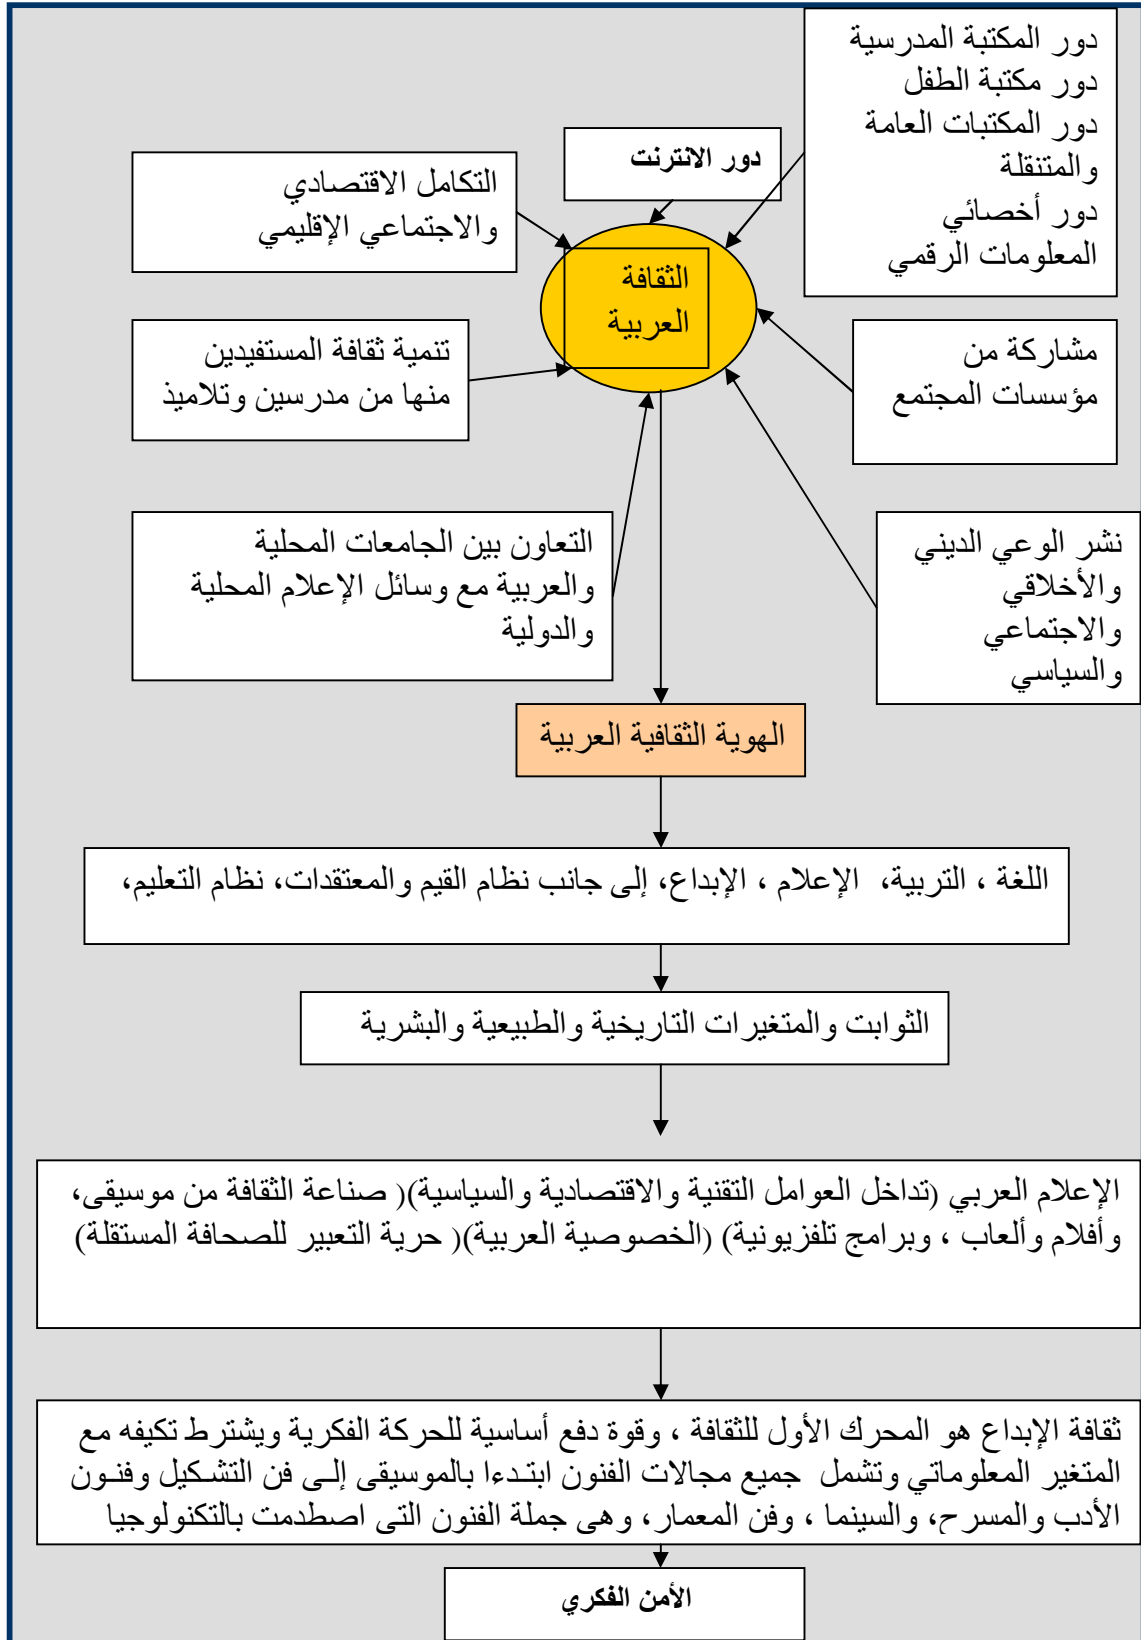 دور المكتبة المدرسية
دور مكتبة الطفل
دور المكتبات العامة
والمتنقلة
دور أخصائي
المعلومات الرقمي
دور الانترنت
التكامل الاقتصادي
والاجتماعي الإقليمي
الثقافة
العربية
مشاركة من
مؤسسات المجتمع
تنمية ثقافة المستفيدين
منها من مدرسين وتلاميذ
نشر الوعي الديني
والأخلاقي
والاجتماعي
والسياسي
التعاون بين الجامعات المحلية
والعربية مع وسائل الإعلام المحلية
والدولية
الهوية الثقافية العربية
اللغة ، التربية، الإعلام ، الإبداع، إلى جانب نظام القيم والمعتقدات، نظام التعليم،
الثوابت والمتغيرات التاريخية والطبيعية والبشرية
الإعلام العربي (تداخل العوامل التقنية والاقتصادية والسياسية)( صناعة الثقافة من موسيقى،
وأفلام وألعاب ، وبرامج تلفزيونية) (الخصوصية العربية)( حرية التعبير للصحافة المستقلة)
ثقافة الإبداع هو المحرك الأول للثقافة ، وقوة دفع أساسية للحركة الفكرية ويشترط تكيفه مع
المتغير المعلوماتي وتشمل جميع مجالات الفنون ابتدءا بالموسيقى إلى فن التشكيل وفنون
الأدب والمسرح، والسينما ، وفن المعمار، وهى جملة الفنون التى اصطدمت بالتكنولوجيا
الأمن الفكري